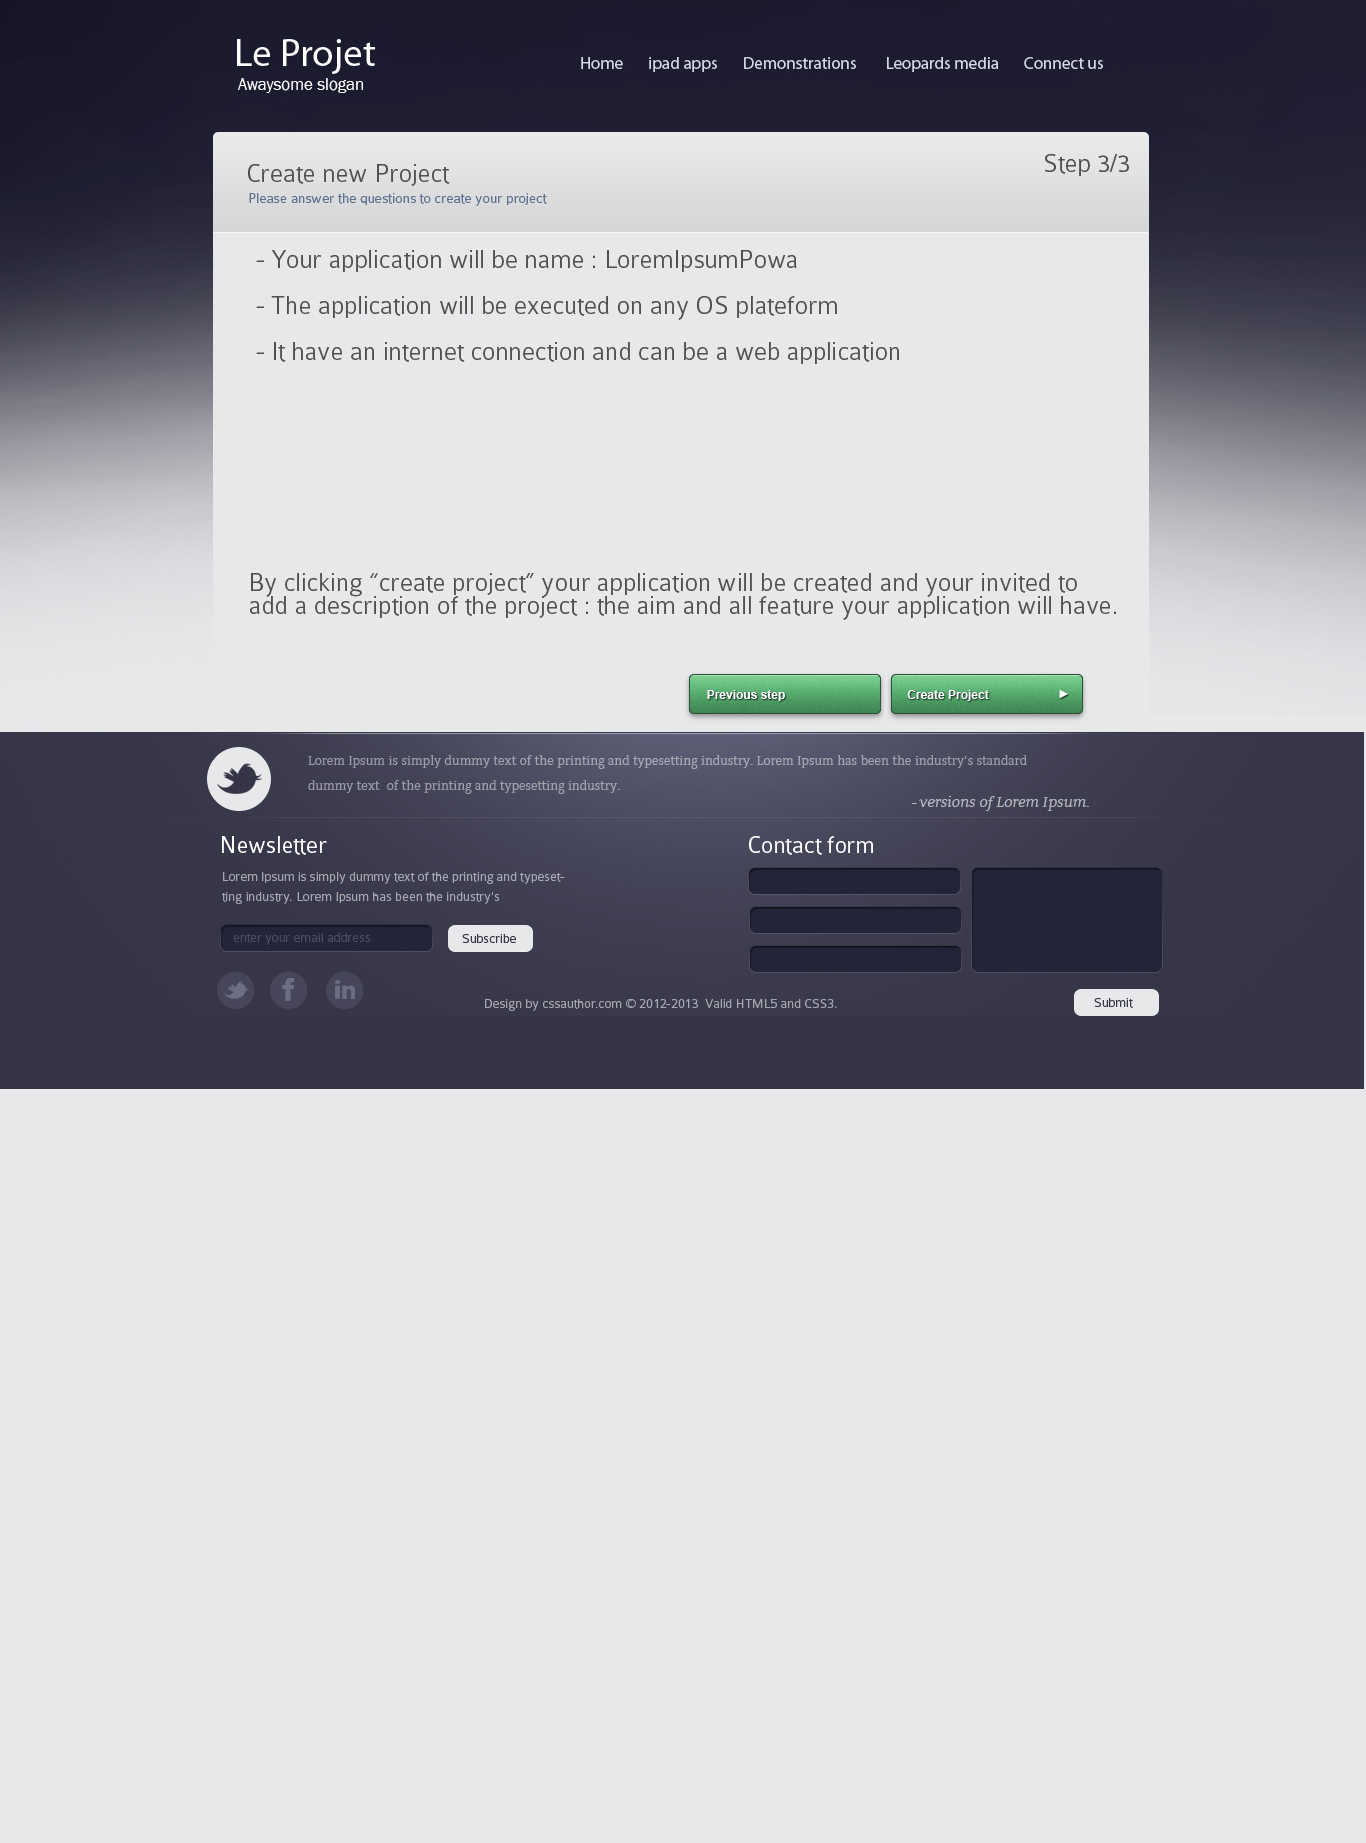 Le Projet
Awaysome slogan
Home ipad apps Demonstrations Leopards media Connect us
Create new Project
Step 3/3
Please answer the questions to create your project
- Your application will be name : LoremIpsumPowa
- The application will be executed on any OS plateform
- It have an internet connection and can be a web application
By clicking "create project" your application will be created and your invited to
add a description of the project : the aim and all feature your application will have.
Previous step Create Project
Lorem Ipsum is simply dummy text of the printing and typesetting industry. Lorem Ipsum has been the industry's standard
dummy text of the printing and typesetting industry.
- versions of Lorem Ipsum.
Newsletter
Contact form
Lorem Ipsum is simply dummy text of the printing and typeset-
ting industry. Lorem Ipsum has been the industry's
enter your email address Subscribe
Design by cssauthor.com © 2012-2013 Valid HTML5 and CSS3.
Submit